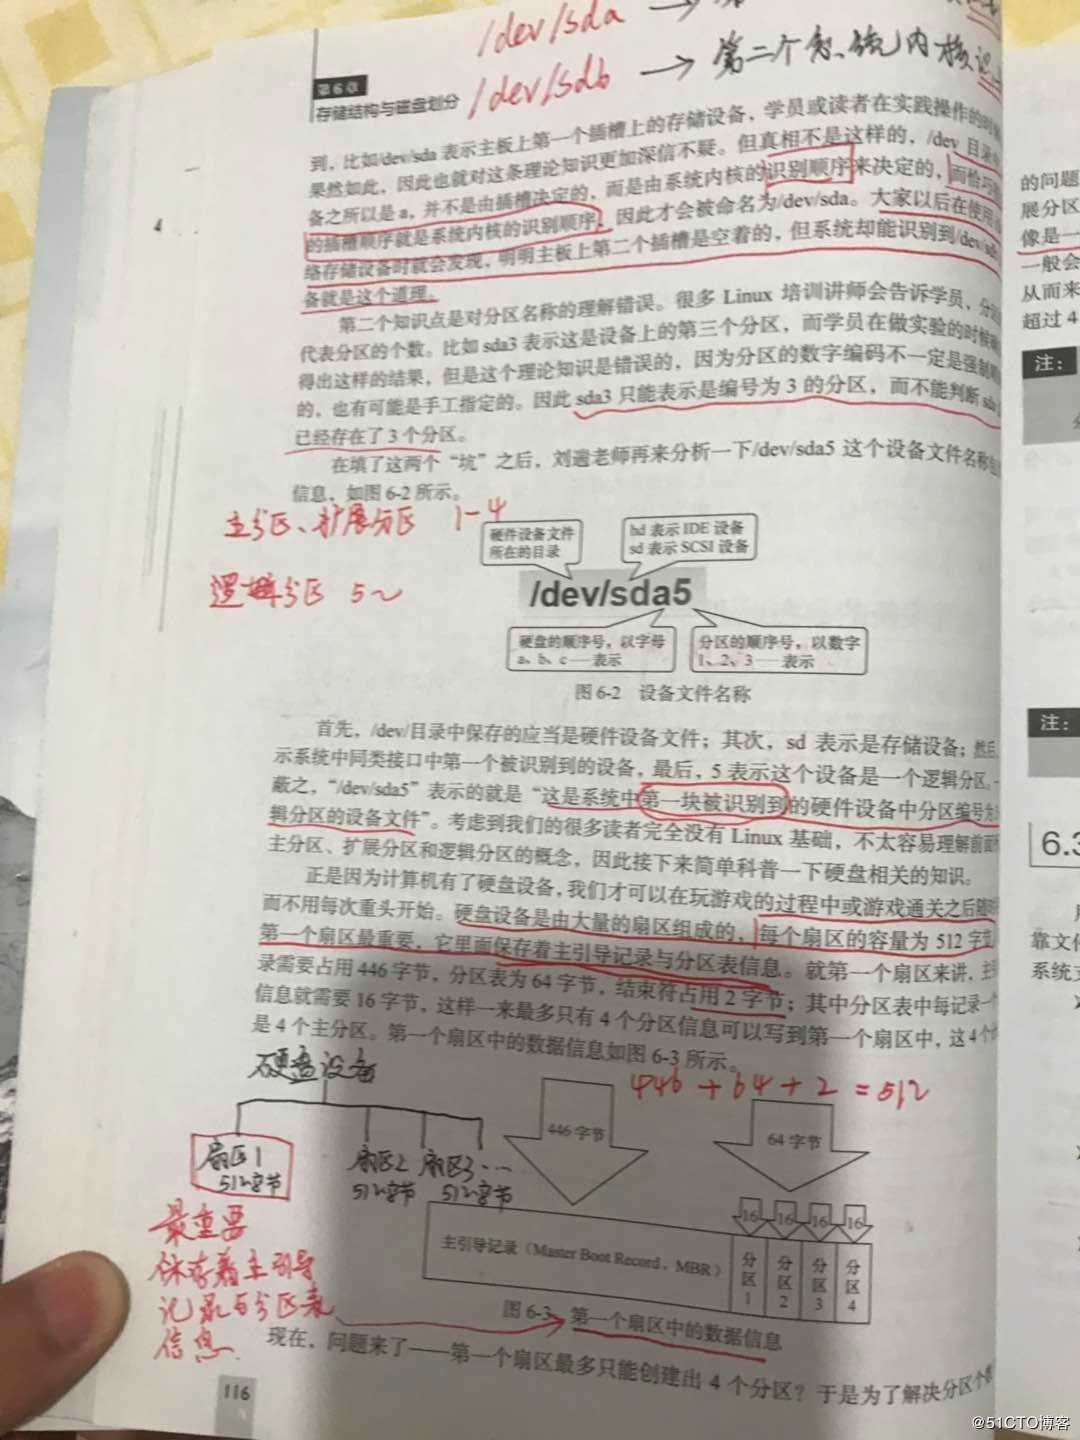 /dev/sda → 第
/dev/sdb → 第二个怠.统内核识
第6章
存储结构与磁盘划分
到，比如/dev/sda 表示主板上第一个插槽上的存储设备，学员或读者在实践操作的时候
果然如此，因此也就对这条理论知识更加深信不疑。但真相不是这样的，/dev 目录中
备之所以是 a，并不是由插槽决定的，而是由系统内核的识别顺序来决定的，而恰巧
的插槽顺序就是系统内核的识别顺序，因此才会被命名为/dev/sda。大家以后在使用
络存储设备时就会发现，明明主板上第二个插槽是空着的，但系统却能识别到/dev/sdb
备就是这个道理。
第二个知识点是对分区名称的理解错误。很多 Linux 培训讲师会告诉学员，分区
代表分区的个数。比如 sda3 表示这是设备上的第三个分区，而学员在做实验的时候确
得出这样的结果，但是这个理论知识是错误的，因为分区的数字编码不一定是强制顺
的，也有可能是手工指定的。因此 sda3 只能表示是编号为 3 的分区，而不能判断 sda
已经存在了 3 个分区。
在填了这两个“坑”之后，刘遄老师再来分析一下/dev/sda5 这个设备文件名称包
信息，如图 6-2 所示。
主分区、扩展分区 1-4
逻辑分区 5~
硬件设备文件
所在的目录
hd 表示 IDE 设备
sd 表示 SCSI 设备
/dev/sda5
硬盘的顺序号，以字母
a、b、c……表示
分区的顺序号，以数字
1、2、3……表示
图 6-2 设备文件名称
首先，/dev/目录中保存的应当是硬件设备文件；其次，sd 表示是存储设备；然后，
示系统中同类接口中第一个被识别到的设备，最后，5 表示这个设备是一个逻辑分区。一
蔽之，“/dev/sda5”表示的就是“这是系统中第一块被识别到的硬件设备中分区编号为
辑分区的设备文件”。考虑到我们的很多读者完全没有 Linux 基础，不太容易理解前面
主分区、扩展分区和逻辑分区的概念，因此接下来简单科普一下硬盘相关的知识。
正是因为计算机有了硬盘设备，我们才可以在玩游戏的过程中或游戏通关之后随时
而不用每次重头开始。硬盘设备是由大量的扇区组成的，每个扇区的容量为 512 字节
第一个扇区最重要，它里面保存着主引导记录与分区表信息。就第一个扇区来讲，主
录需要占用 446 字节，分区表为 64 字节，结束符占用 2 字节；其中分区表中每记录一个
信息就需要 16 字节，这样一来最多只有 4 个分区信息可以写到第一个扇区中，这 4 个
是 4 个主分区。第一个扇区中的数据信息如图 6-3 所示。
446 + 64 + 2 = 512
硬盘设备
扇区1 扇区2 扇区3 …
512字节 512字节 512字节
446 字节
64 字节
16 16 16 16
主引导记录（Master Boot Record，MBR）
分区1
分区2
分区3
分区4
最重要
保存着主引导
记录与分区表
信息.
图 6-3 第一个扇区中的数据信息
现在，问题来了——第一个扇区最多只能创建出 4 个分区？于是为了解决分区个数
116
的问题
展分区
像是一
一般会
从而来
超过 4
注：
注：
6.3
靠文件
系统
@51CTO博客